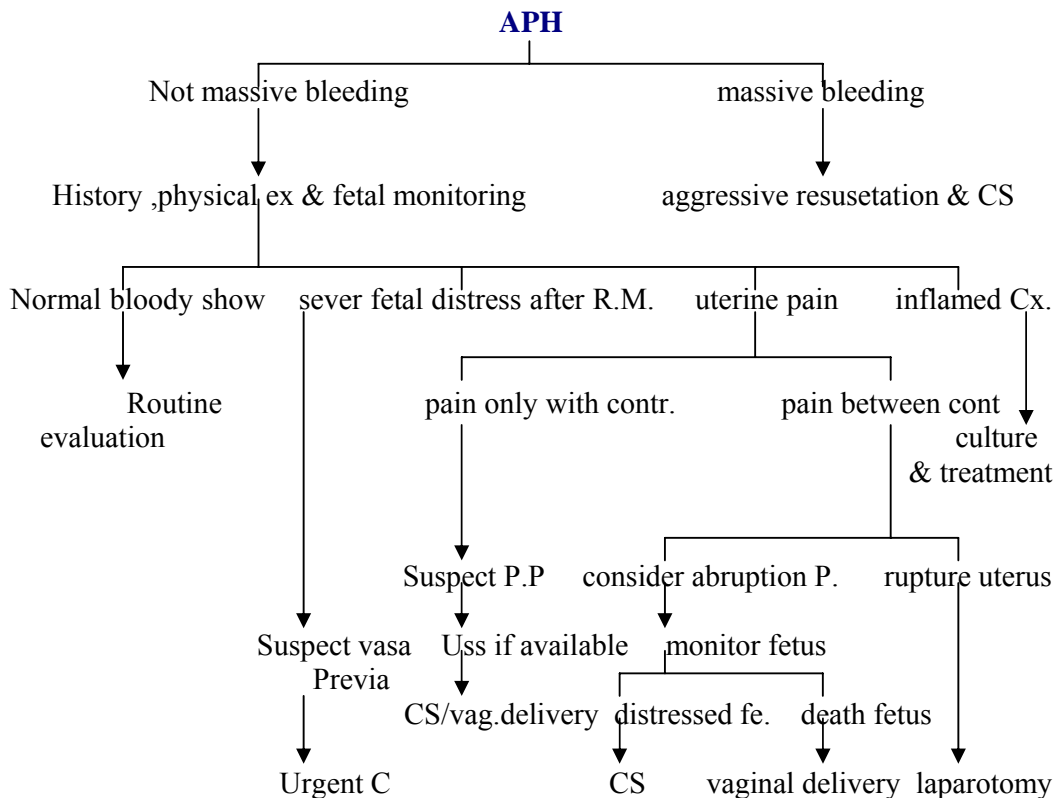 APH
Not massive bleeding
massive bleeding
History ,physical ex & fetal monitoring
aggressive resusetation & CS
Normal bloody show
sever fetal distress after R.M.
uterine pain
inflamed Cx.
Routine
evaluation
pain only with contr.
pain between cont
culture
& treatment
Suspect P.P
consider abruption P.
rupture uterus
Suspect vasa
Previa
Uss if available
monitor fetus
CS/vag.delivery
distressed fe.
death fetus
Urgent C
CS
vaginal delivery
laparotomy